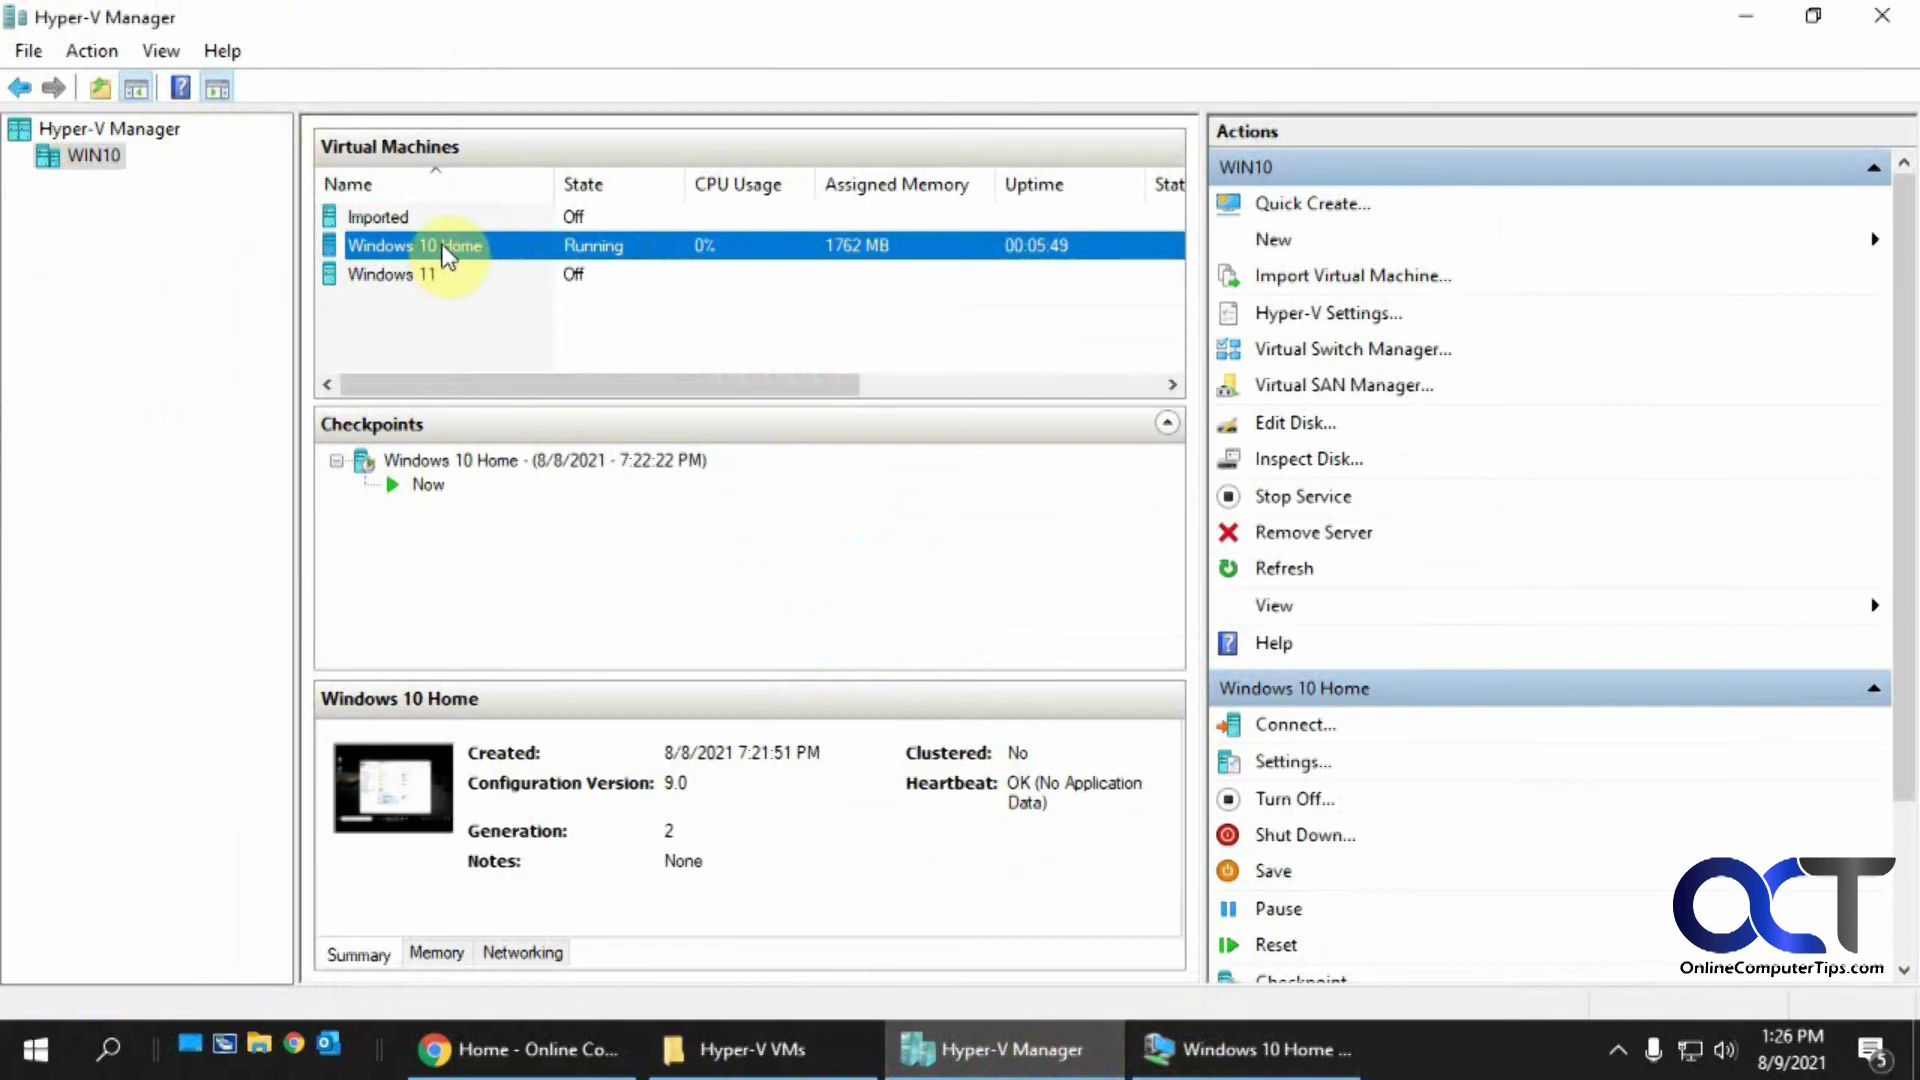 Hyper-V Manager
File Action View Help
Hyper-V Manager
WIN10
Virtual Machines
Name State CPU Usage Assigned Memory Uptime Stat
Imported Off
Windows 10 Home Running 0% 1762 MB 00:05:49
Windows 11 Off
Checkpoints
Windows 10 Home - (8/8/2021 - 7:22:22 PM)
Now
Windows 10 Home
Created: 8/8/2021 7:21:51 PM Clustered: No
Configuration Version: 9.0 Heartbeat: OK (No Application
Data)
Generation: 2
Notes: None
Summary Memory Networking
Actions
WIN10
Quick Create...
New
Import Virtual Machine...
Hyper-V Settings...
Virtual Switch Manager...
Virtual SAN Manager...
Edit Disk...
Inspect Disk...
Stop Service
Remove Server
Refresh
View
Help
Windows 10 Home
Connect...
Settings...
Turn Off...
Shut Down...
Save
Pause
Reset
Checkpoint
OCT
OnlineComputerTips.com
Home - Online Co... Hyper-V VMs Hyper-V Manager Windows 10 Home ...
1:26 PM
8/9/2021
5